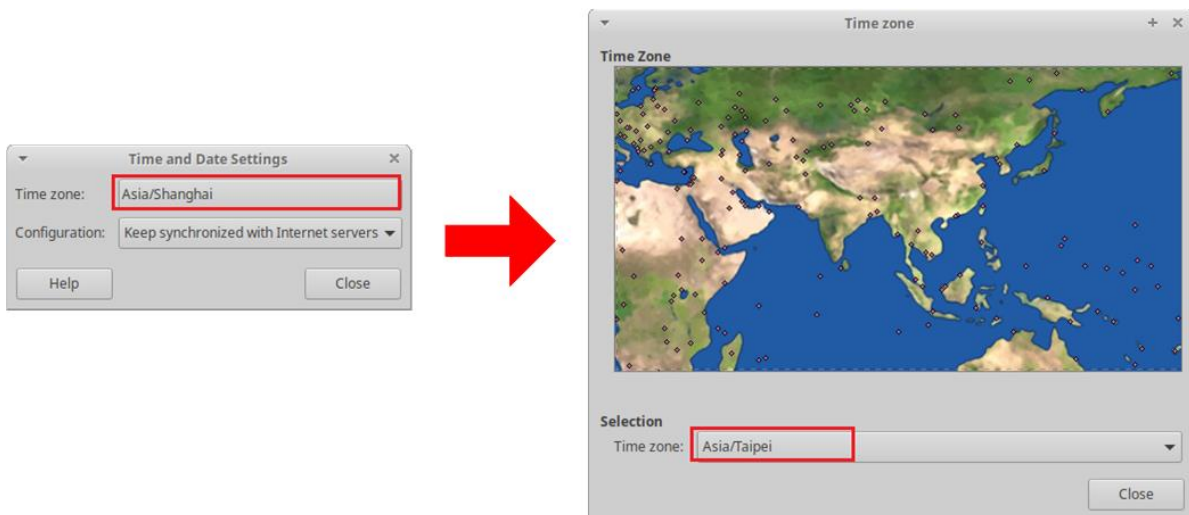 Time and Date Settings
Time zone: Asia/Shanghai
Configuration: Keep synchronized with Internet servers
Help Close
Time zone
Time Zone
Selection
Time zone: Asia/Taipei
Close